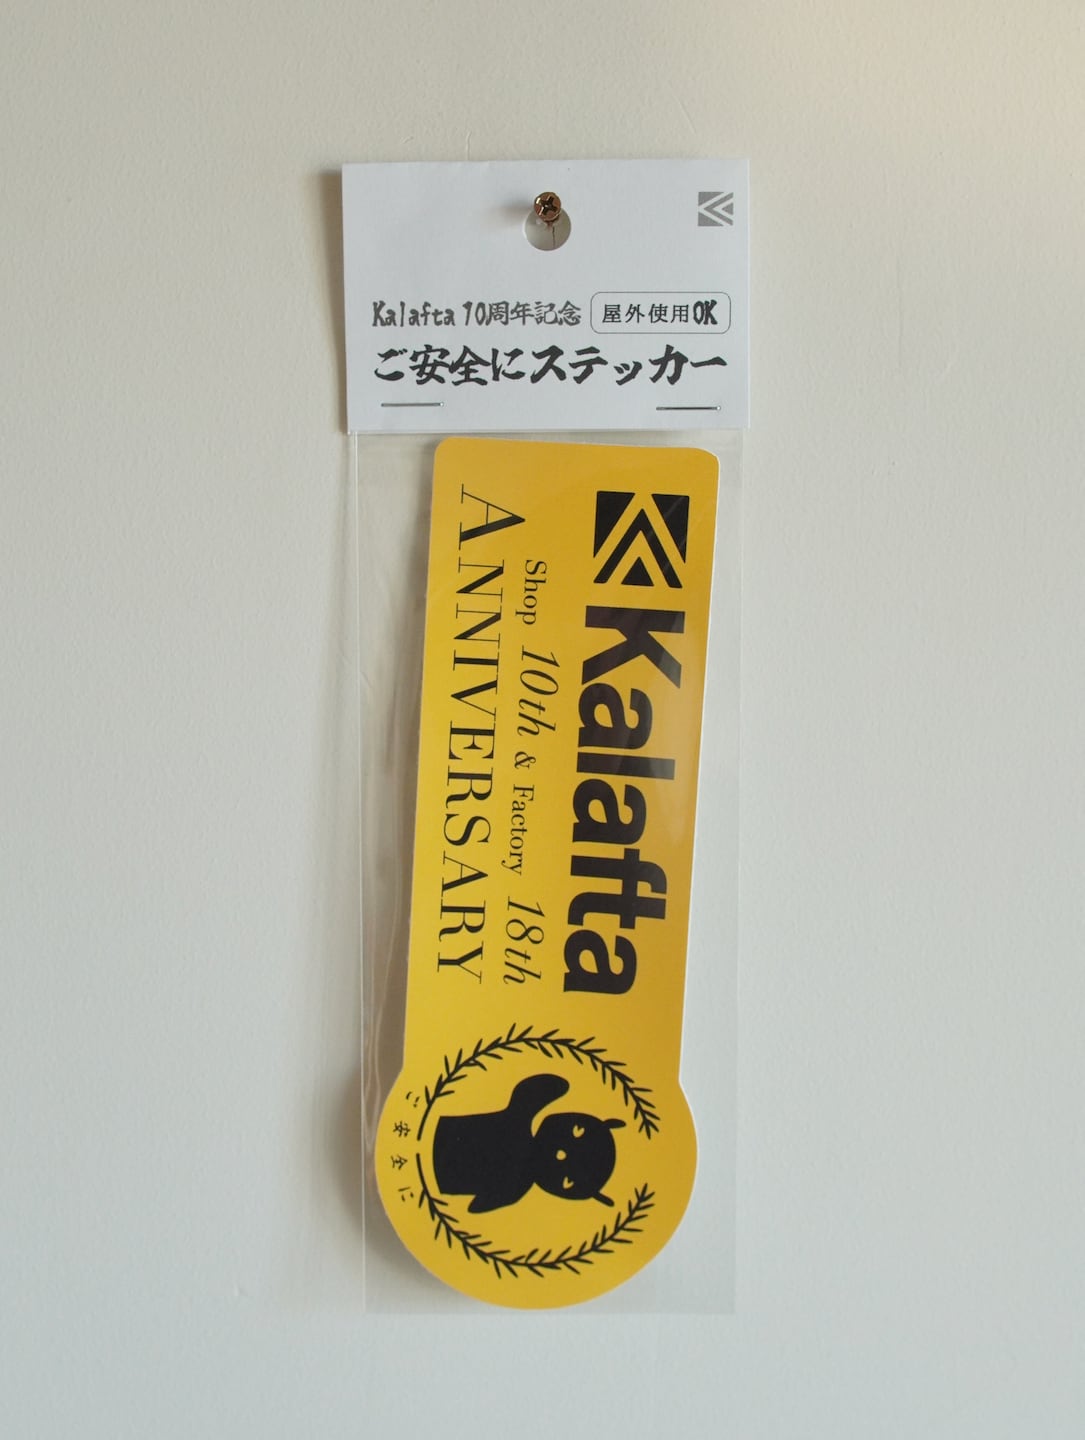 Kalafta 10周年記念
屋外使用OK
ご安全にステッカー
Kalafta
Shop 10th & Factory 18th
ANNIVERSARY
ご安全に